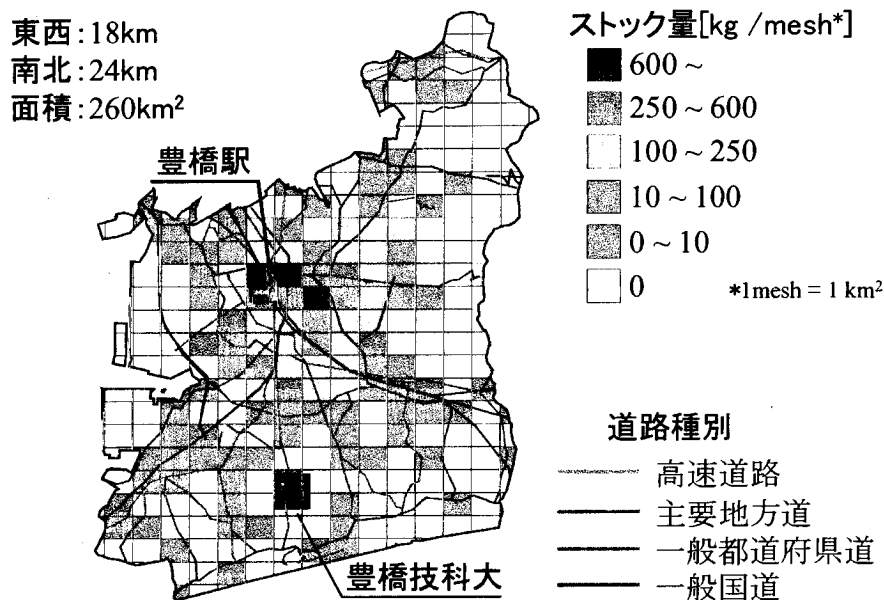 東西:18km
南北:24km
面積:260km²
豊橋駅
豊橋技科大
ストック量[kg /mesh*]
600 ~
250 ~ 600
100 ~ 250
10 ~ 100
0 ~ 10
0
*1mesh = 1 km²
道路種別
高速道路
主要地方道
一般都道府県道
一般国道